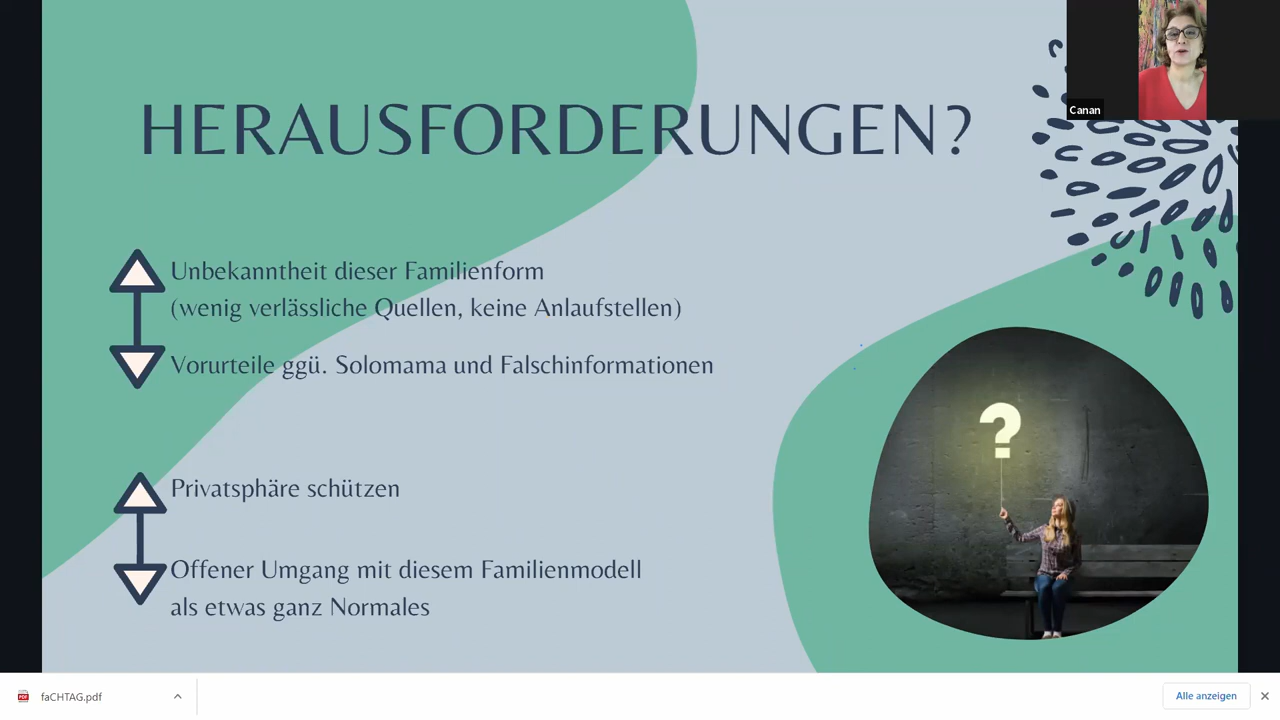 HERAUSFORDERUNGEN?
Canan
Unbekanntheit dieser Familienform
(wenig verlässliche Quellen, keine Anlaufstellen)
Vorurteile ggü. Solomama und Falschinformationen
Privatsphäre schützen
Offener Umgang mit diesem Familienmodell
als etwas ganz Normales
?
PDF
faCHTAG.pdf
Alle anzeigen